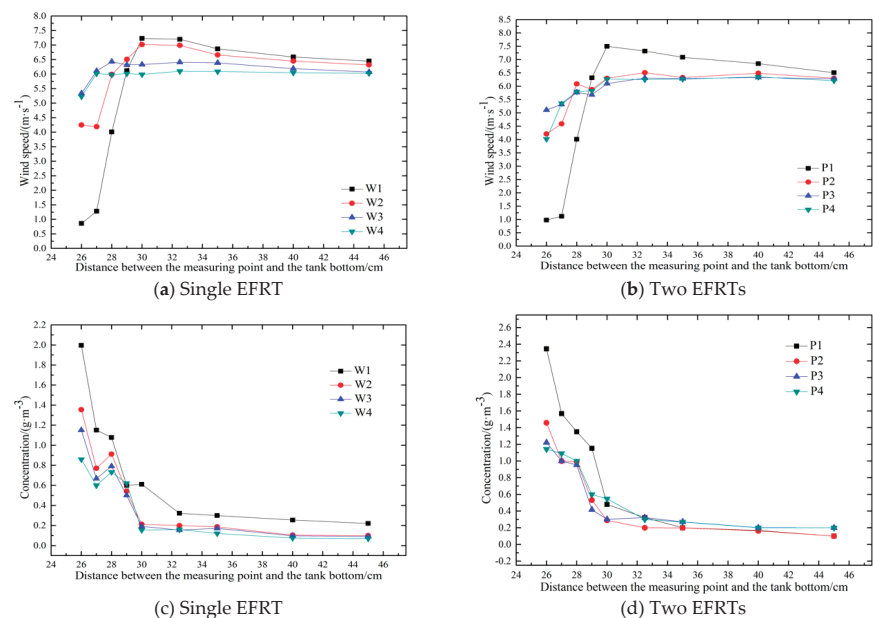 8.0
7.5
7.0
6.5
6.0
5.5
5.0
4.5
4.0
3.5
3.0
2.5
2.0
1.5
1.0
0.5
0.0
Wind speed/(m·s⁻¹)
W1
W2
W3
W4
24 26 28 30 32 34 36 38 40 42 44 46
Distance between the measuring point and the tank bottom/cm
(a) Single EFRT
8.5
8.0
7.5
7.0
6.5
6.0
5.5
5.0
4.5
4.0
3.5
3.0
2.5
2.0
1.5
1.0
0.5
0.0
Wind speed/(m·s⁻¹)
P1
P2
P3
P4
24 26 28 30 32 34 36 38 40 42 44 46
Distance between the measuring point and the tank bottom/cm
(b) Two EFRTs
2.2
2.0
1.8
1.6
1.4
1.2
1.0
0.8
0.6
0.4
0.2
0.0
Concentration/(g·m⁻³)
W1
W2
W3
W4
24 26 28 30 32 34 36 38 40 42 44 46
Distance between the measuring point and the tank bottom/cm
(c) Single EFRT
2.6
2.4
2.2
2.0
1.8
1.6
1.4
1.2
1.0
0.8
0.6
0.4
0.2
0.0
-0.2
Concentration/(g·m⁻³)
P1
P2
P3
P4
24 26 28 30 32 34 36 38 40 42 44 46
Distance between the measuring point and the tank bottom/cm
(d) Two EFRTs